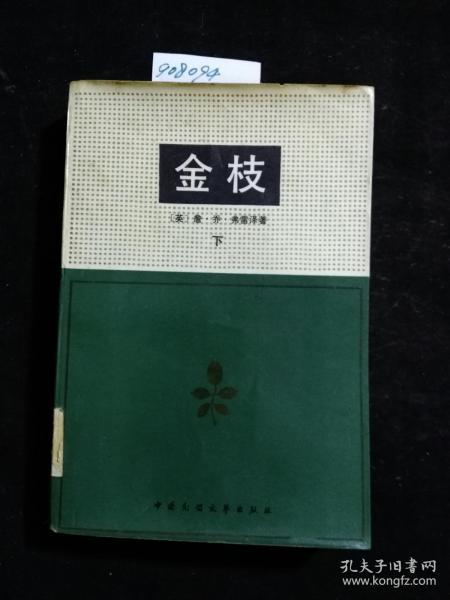 908094
金枝
〔英〕詹·乔·弗雷泽著
下
中国民间文艺出版社
孔夫子旧书网
www.kongfz.com